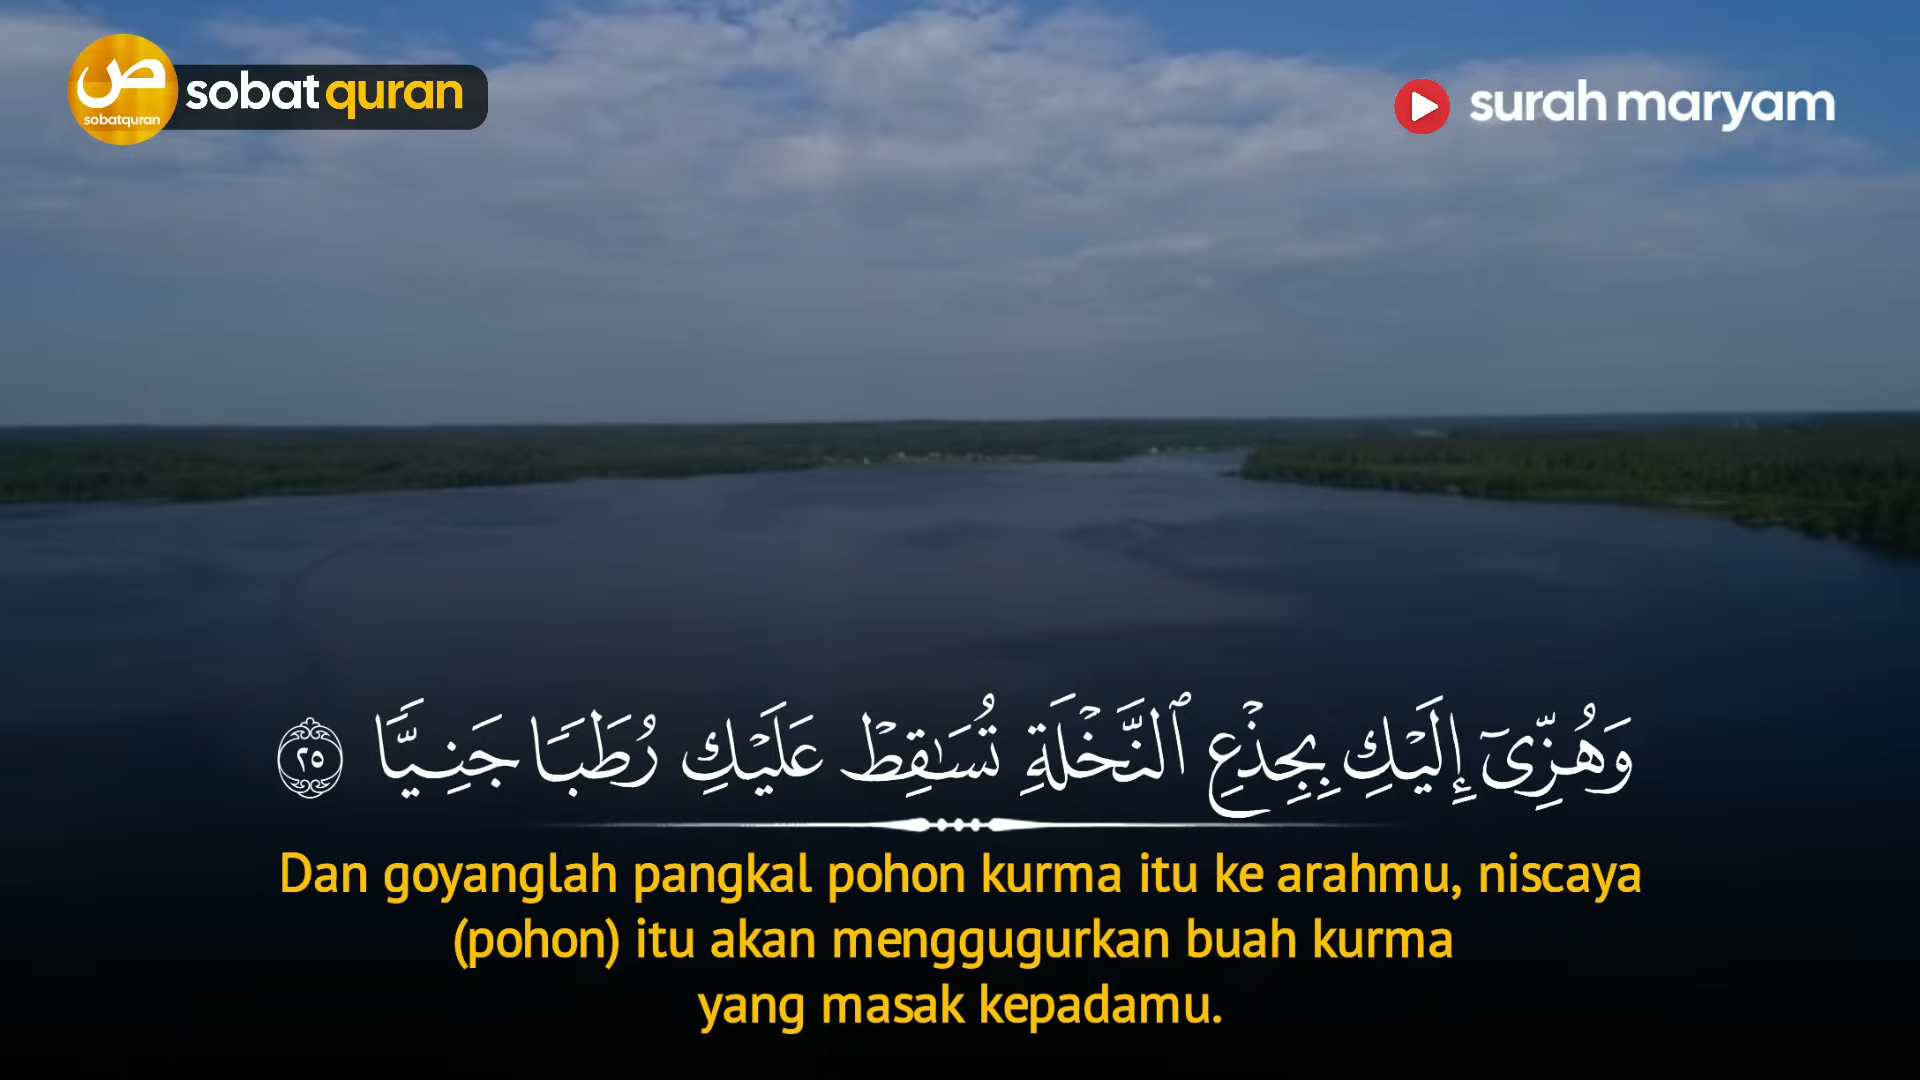 ص
sobatquran
sobat quran
surah maryam
وَهُزِّىٓ إِلَيْكِ بِجِذْعِ ٱلنَّخْلَةِ تُسَـٰقِطْ عَلَيْكِ رُطَبًا جَنِيًّا ٢٥
Dan goyanglah pangkal pohon kurma itu ke arahmu, niscaya
(pohon) itu akan menggugurkan buah kurma
yang masak kepadamu.